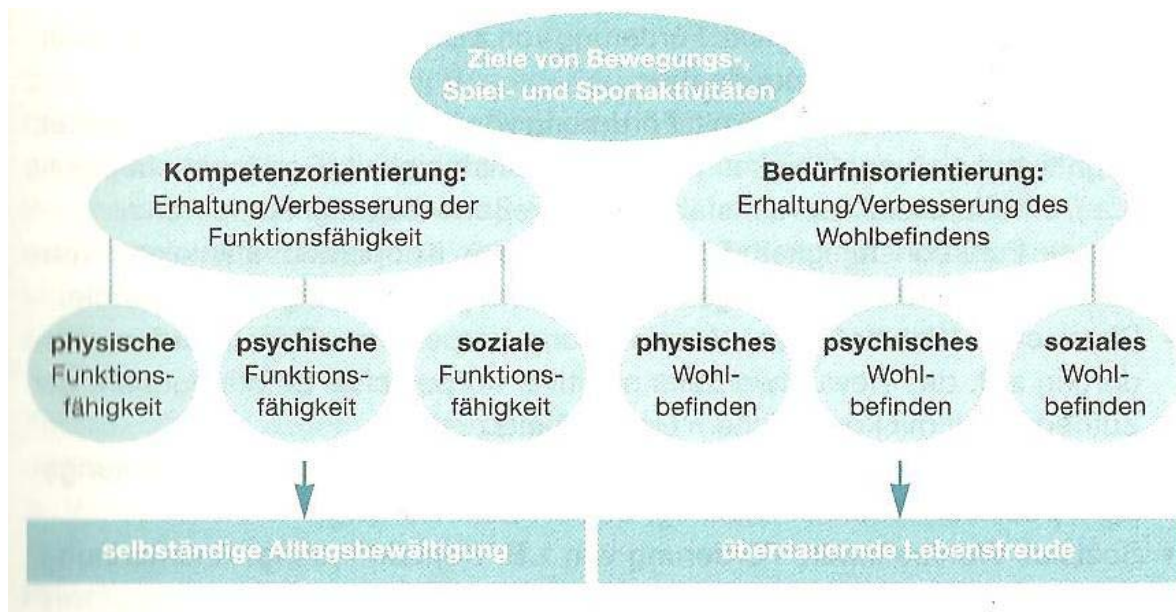 Ziele von Bewegungs-,
Spiel- und Sportaktivitäten
Kompetenzorientierung:
Erhaltung/Verbesserung der
Funktionsfähigkeit
Bedürfnisorientierung:
Erhaltung/Verbesserung des
Wohlbefindens
physische
Funktions-
fähigkeit
psychische
Funktions-
fähigkeit
soziale
Funktions-
fähigkeit
physisches
Wohl-
befinden
psychisches
Wohl-
befinden
soziales
Wohl-
befinden
selbständige Alltagsbewältigung
überdauernde Lebensfreude